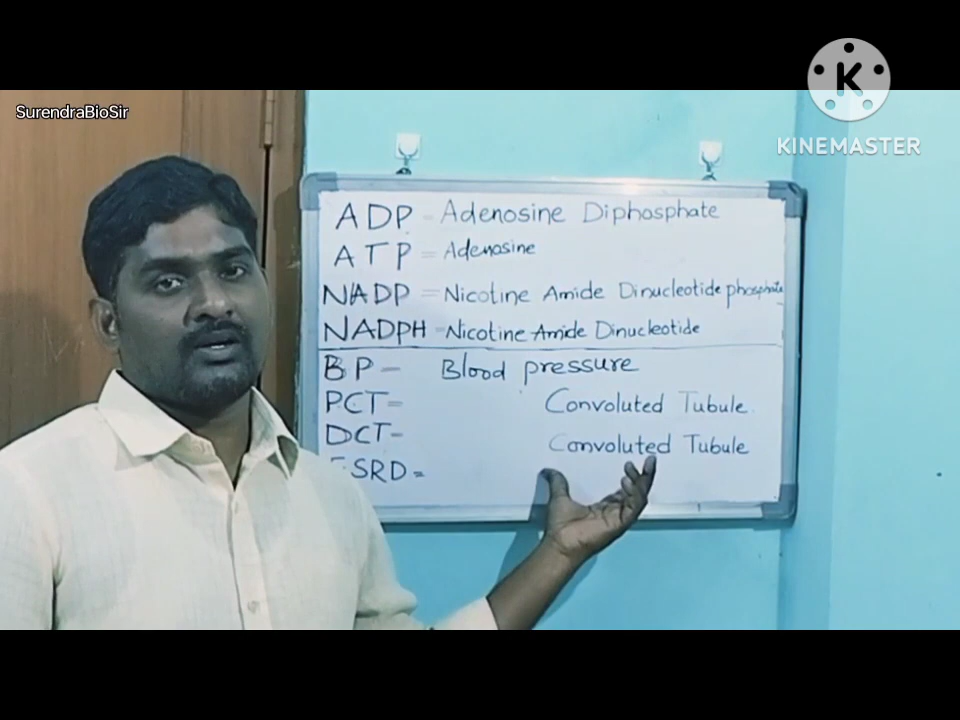 SurendraBioSir
KINEMASTER
ADP = Adenosine Diphosphate
ATP = Adenosine
NADP = Nicotine Amide Dinucleotide phosphate
NADPH = Nicotine Amide Dinucleotide
BP = Blood pressure
PCT = Convoluted Tubule
DCT - Convoluted Tubule
ESRD =